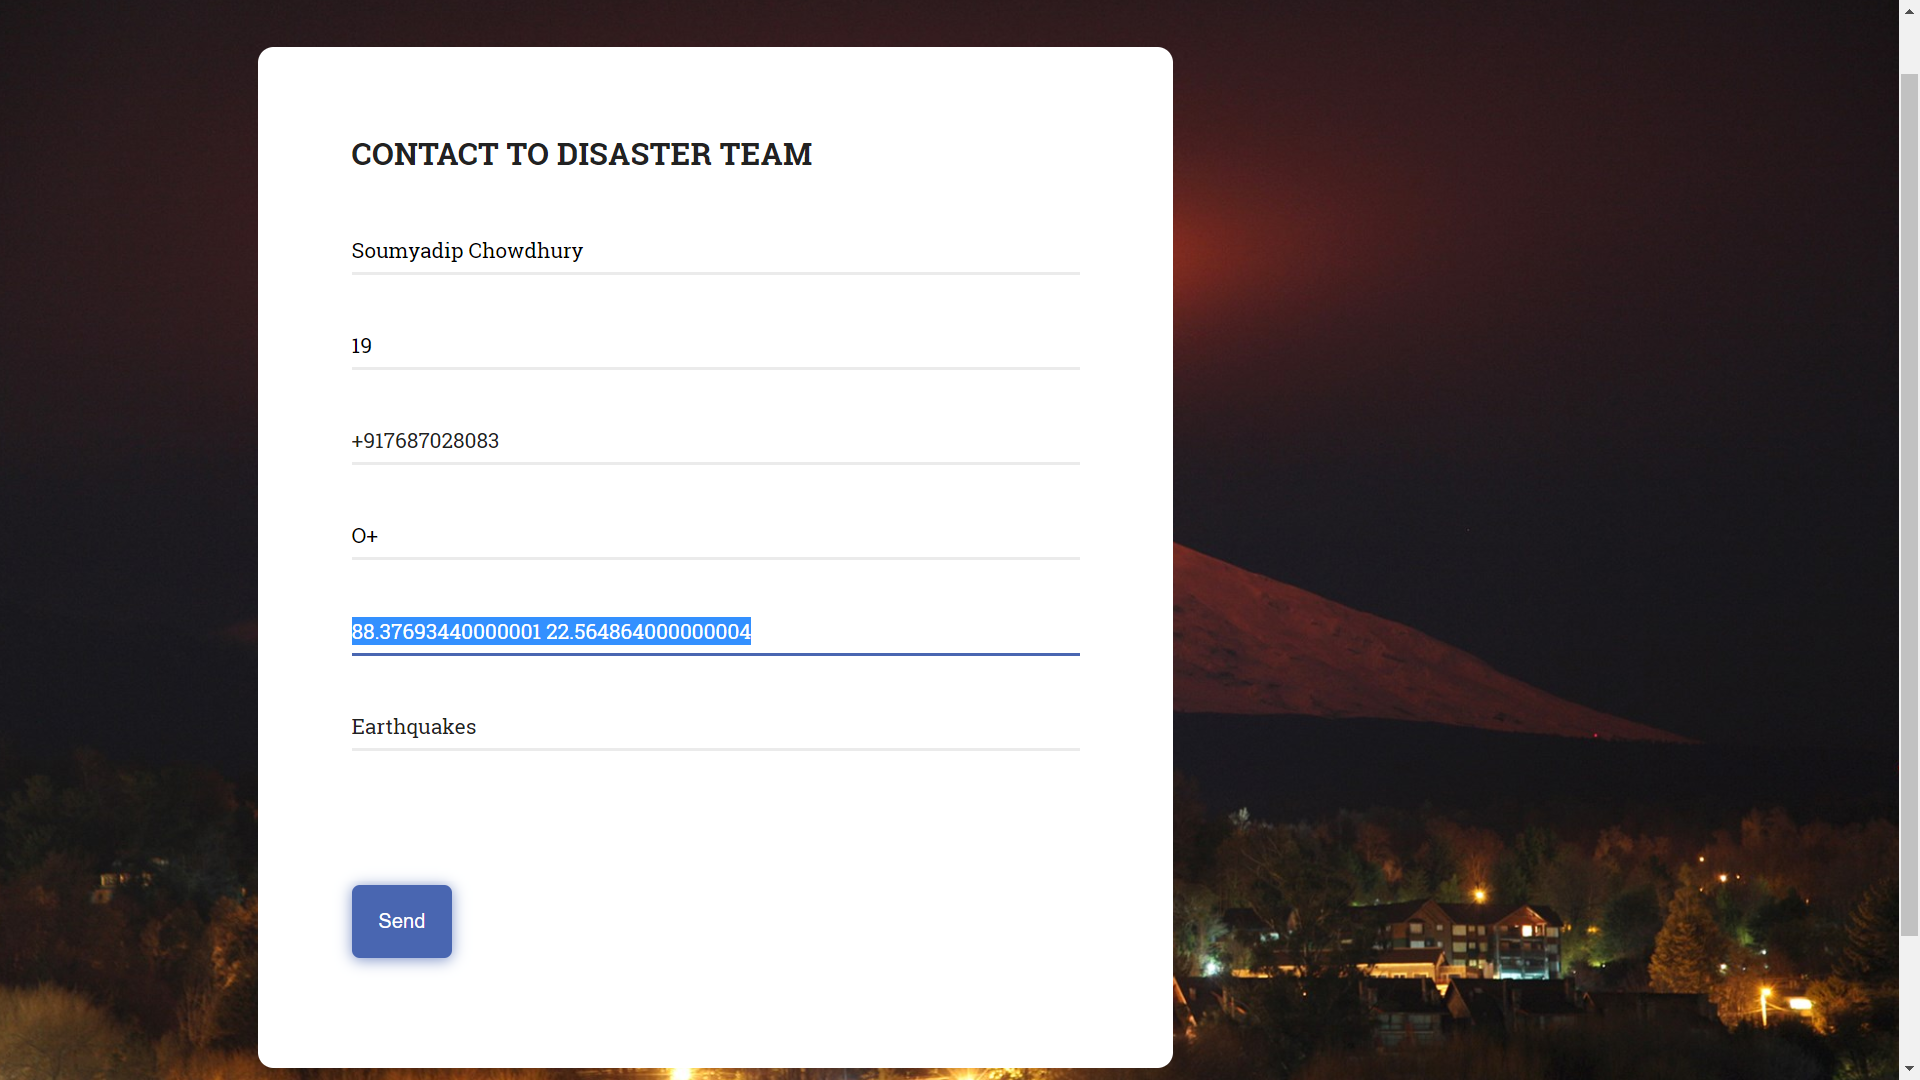 CONTACT TO DISASTER TEAM
Soumyadip Chowdhury
19
+917687028083
O+
88.37693440000001 22.564864000000004
Earthquakes
Send